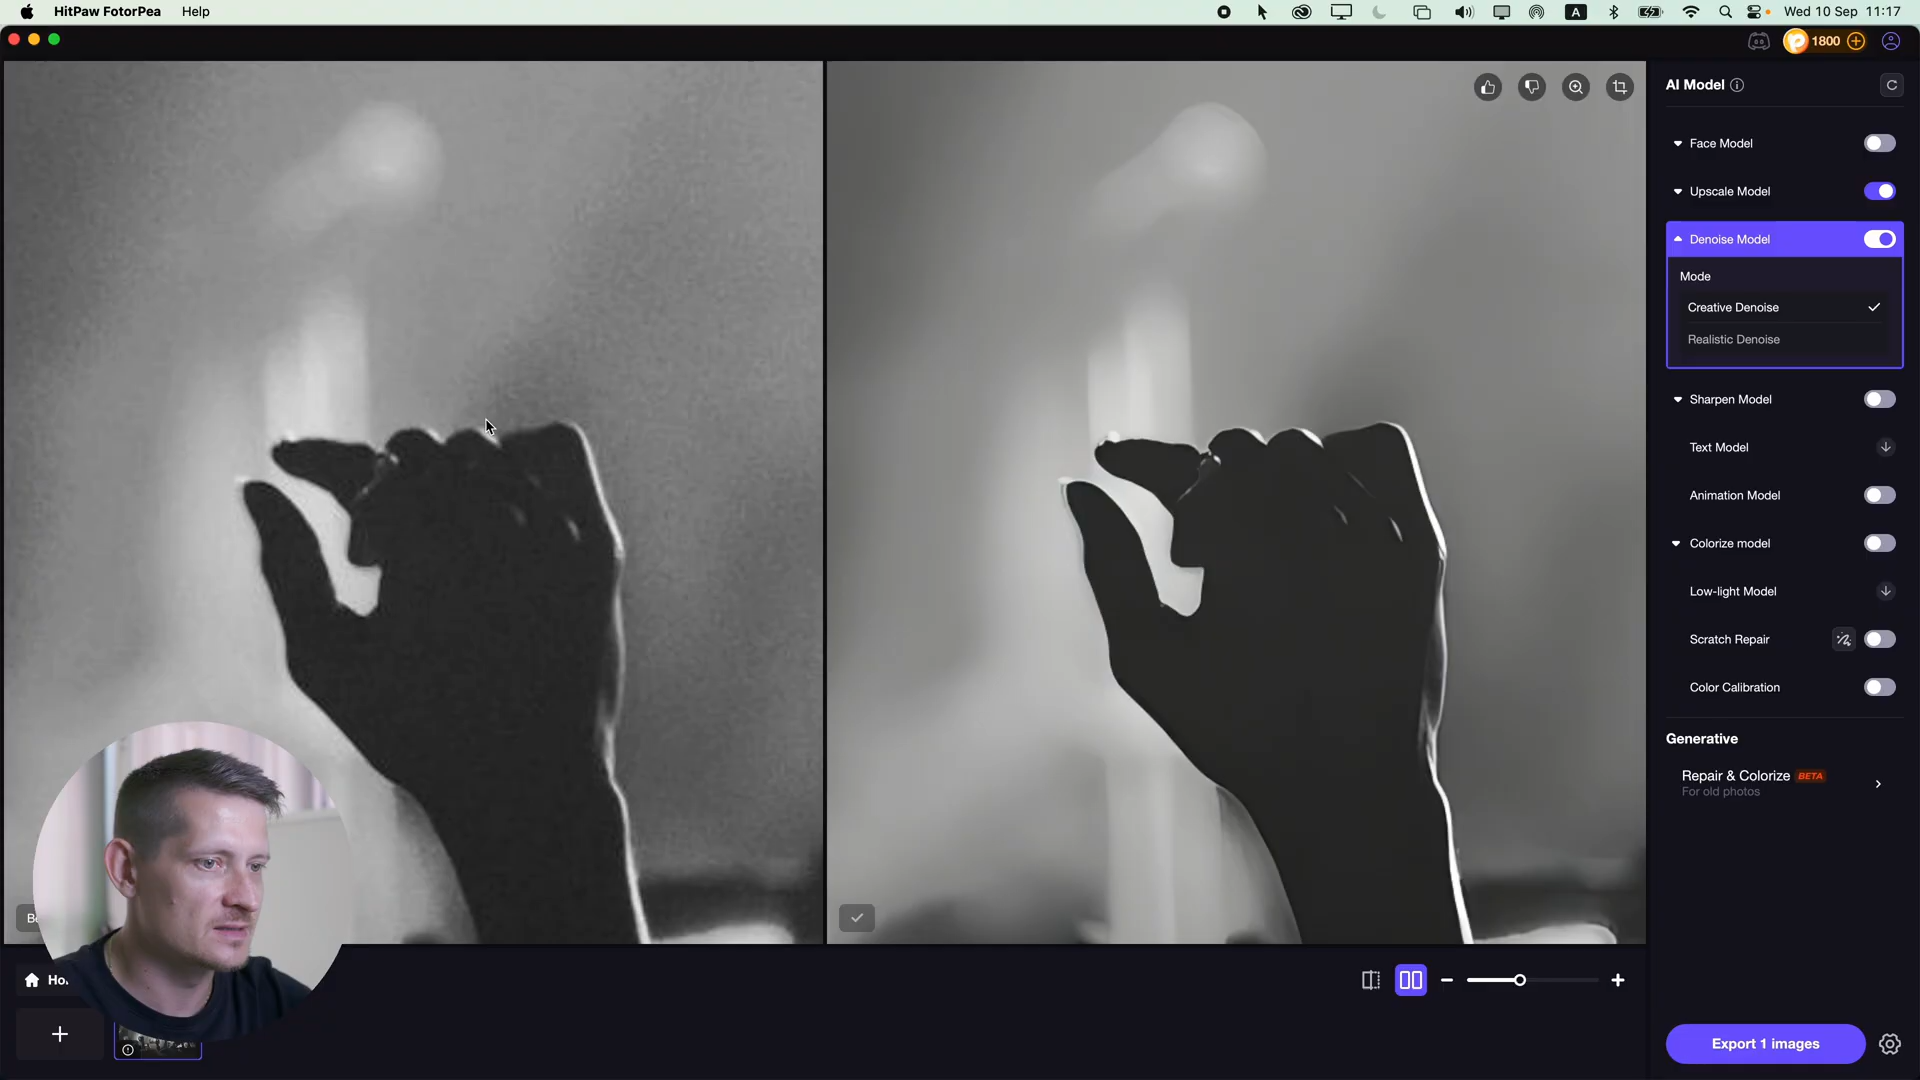 HitPaw FotorPea Help
A
Wed 10 Sep 11:17
1800
AI Model
Face Model
Upscale Model
Denoise Model
Mode
Creative Denoise
Realistic Denoise
Sharpen Model
Text Model
Animation Model
Colorize model
Low-light Model
Scratch Repair
Color Calibration
Generative
Repair & Colorize BETA
For old photos
Export 1 images